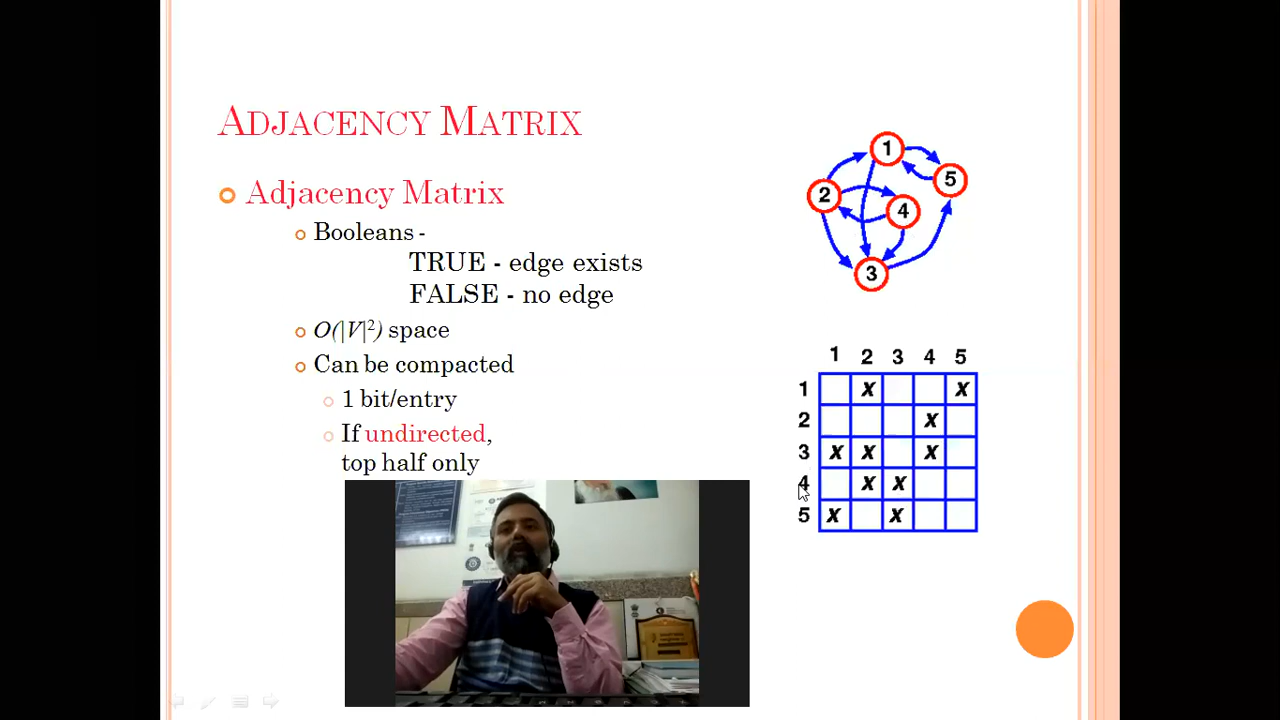 ADJACENCY MATRIX
Adjacency Matrix
Booleans -
TRUE - edge exists
FALSE - no edge
O(|V|²) space
Can be compacted
1 bit/entry
If undirected,
top half only
1
5
2
4
3
1 2 3 4 5
1 X X
2 X
3 X X X
4 X X
5 X X